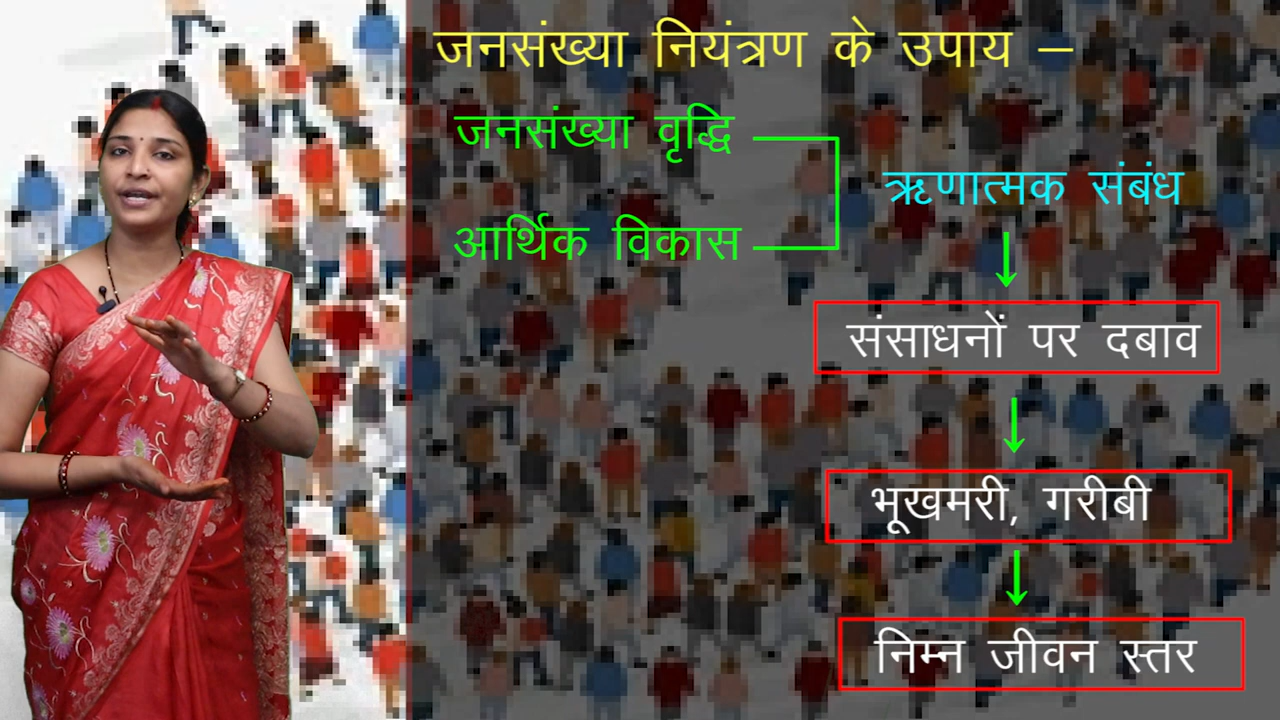 जनसंख्या नियंत्रण के उपाय –
जनसंख्या वृद्धि
आर्थिक विकास
ऋणात्मक संबंध
संसाधनों पर दबाव
भूखमरी, गरीबी
निम्न जीवन स्तर